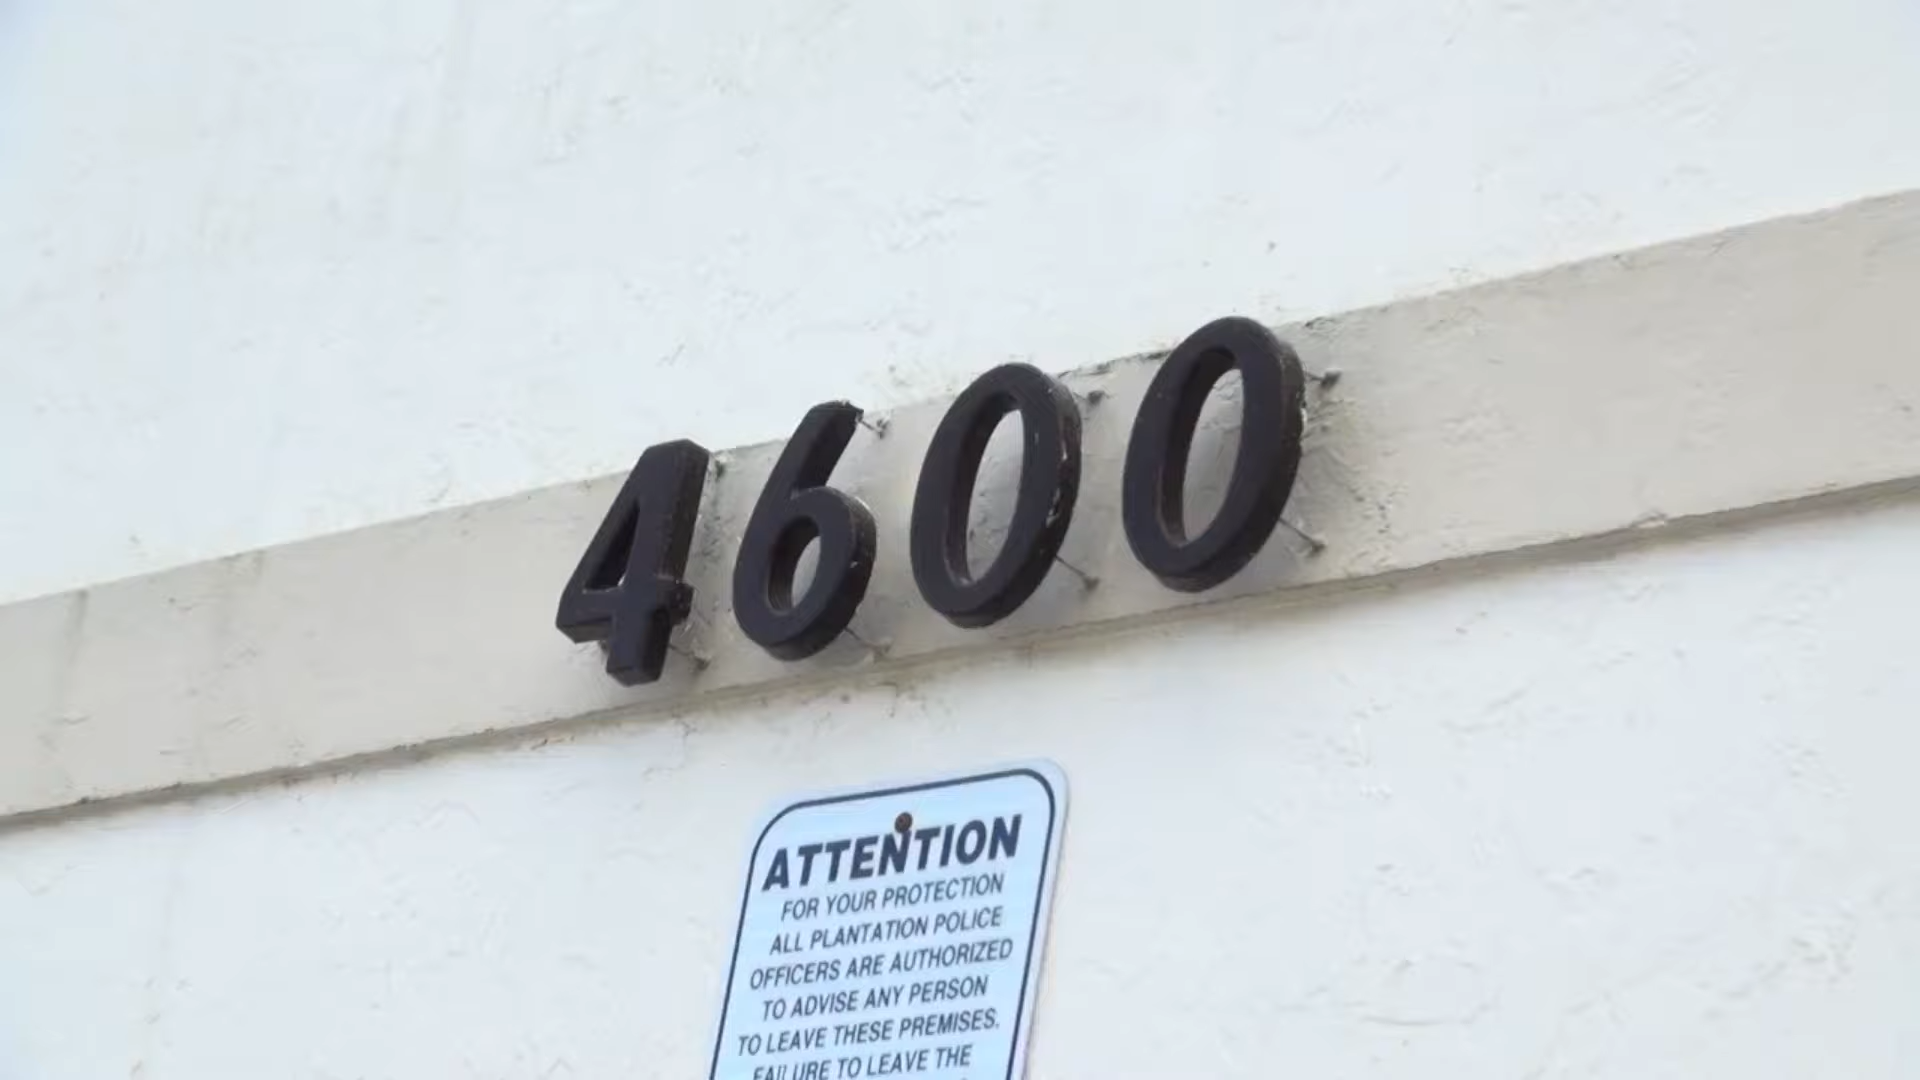 4600
ATTENTION
FOR YOUR PROTECTION
ALL PLANTATION POLICE
OFFICERS ARE AUTHORIZED
TO ADVISE ANY PERSON
TO LEAVE THESE PREMISES.
FAILURE TO LEAVE THE